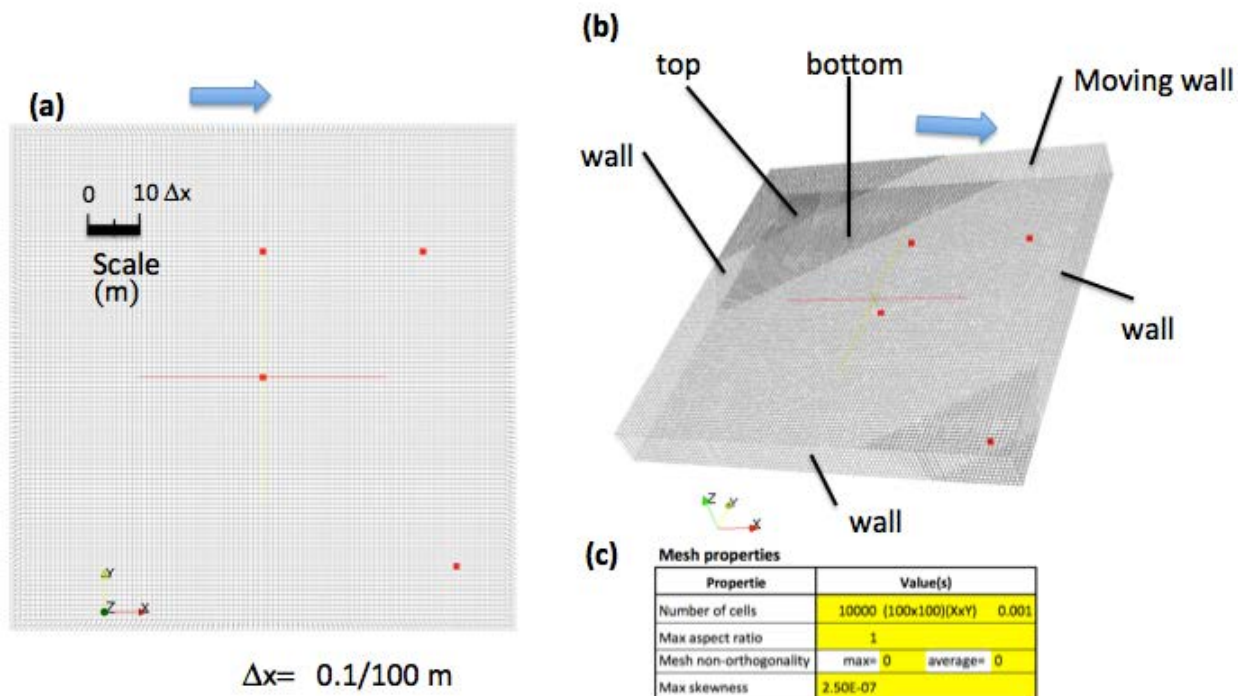 (a)
0 10 Δx
Scale
(m)
Y
Z X
Δx= 0.1/100 m
(b)
top bottom Moving wall
wall
wall
wall
Z Y X
(c) Mesh properties
Propertie Value(s)
Number of cells 10000 (100x100)(XxY) 0.001
Max aspect ratio 1
Mesh non-orthogonality max= 0 average= 0
Max skewness 2.50E-07